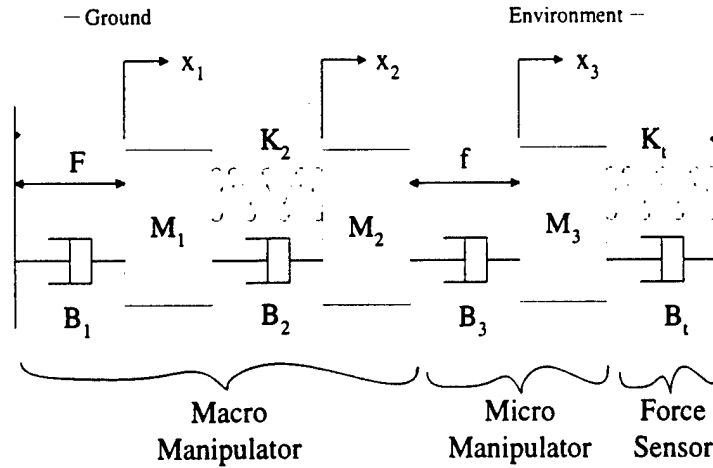 – Ground
Environment –
x₁
x₂
x₃
F
K₂
f
Kₜ
M₁
M₂
M₃
B₁
B₂
B₃
Bₜ
Macro
Manipulator
Micro
Manipulator
Force
Sensor